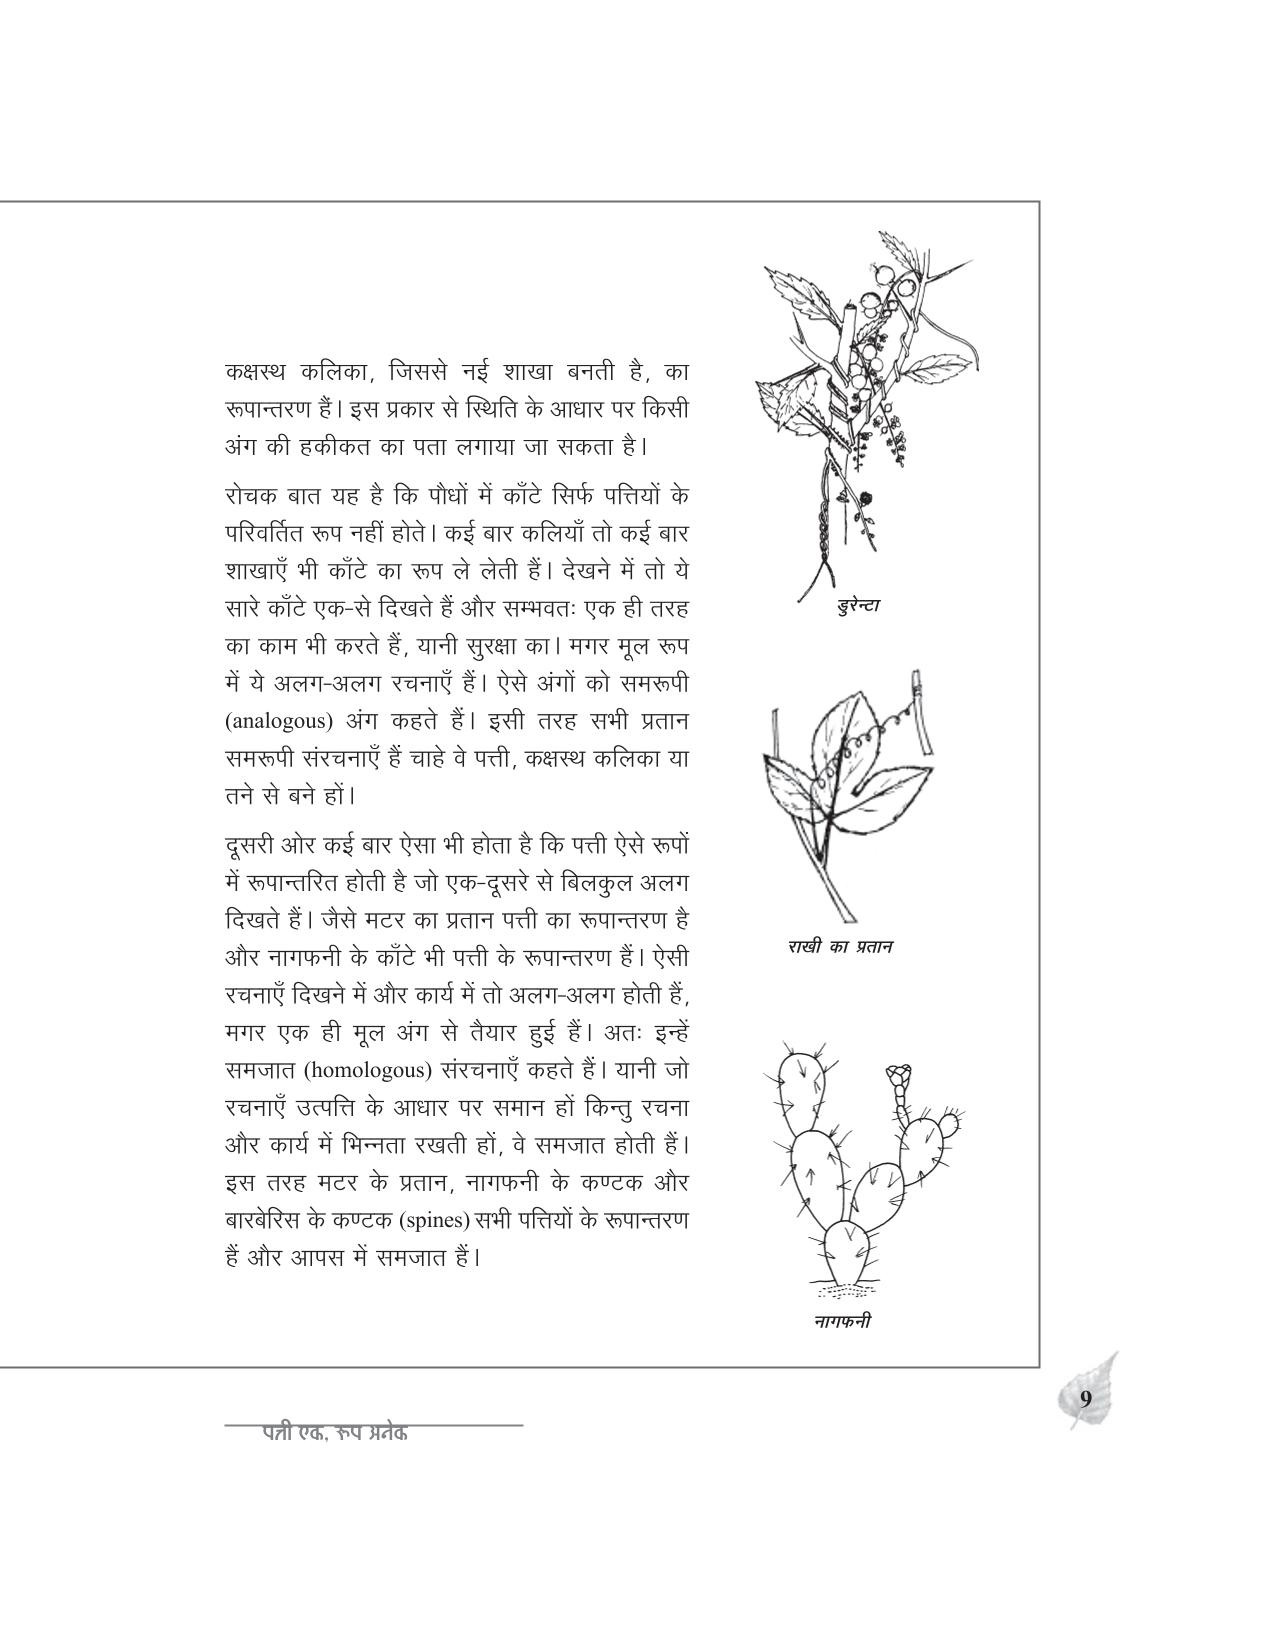 कक्षस्थ कलिका, जिससे नई शाखा बनती है, का
रूपान्तरण हैं। इस प्रकार से स्थिति के आधार पर किसी
अंग की हकीकत का पता लगाया जा सकता है।
रोचक बात यह है कि पौधों में काँटे सिर्फ पत्तियों के
परिवर्तित रूप नहीं होते। कई बार कलियाँ तो कई बार
शाखाएँ भी काँटे का रूप ले लेती हैं। देखने में तो ये
सारे काँटे एक-से दिखते हैं और सम्भवतः एक ही तरह
का काम भी करते हैं, यानी सुरक्षा का। मगर मूल रूप
में ये अलग-अलग रचनाएँ हैं। ऐसे अंगों को समरूपी
(analogous) अंग कहते हैं। इसी तरह सभी प्रतान
समरूपी संरचनाएँ हैं चाहे वे पत्ती, कक्षस्थ कलिका या
तने से बने हों।
दूसरी ओर कई बार ऐसा भी होता है कि पत्ती ऐसे रूपों
में रूपान्तरित होती है जो एक-दूसरे से बिलकुल अलग
दिखते हैं। जैसे मटर का प्रतान पत्ती का रूपान्तरण है
और नागफनी के काँटे भी पत्ती के रूपान्तरण हैं। ऐसी
रचनाएँ दिखने में और कार्य में तो अलग-अलग होती हैं,
मगर एक ही मूल अंग से तैयार हुई हैं। अतः इन्हें
समजात (homologous) संरचनाएँ कहते हैं। यानी जो
रचनाएँ उत्पत्ति के आधार पर समान हों किन्तु रचना
और कार्य में भिन्नता रखती हों, वे समजात होती हैं।
इस तरह मटर के प्रतान, नागफनी के कण्टक और
बारबेरिस के कण्टक (spines) सभी पत्तियों के रूपान्तरण
हैं और आपस में समजात हैं।
डुरेन्टा
राखी का प्रतान
नागफनी
9
पत्ती एक, रूप अनेक